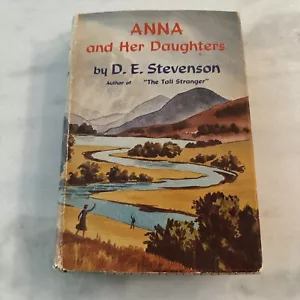 ANNA
and Her Daughters
by D. E. Stevenson
Author of "The Tall Stranger"